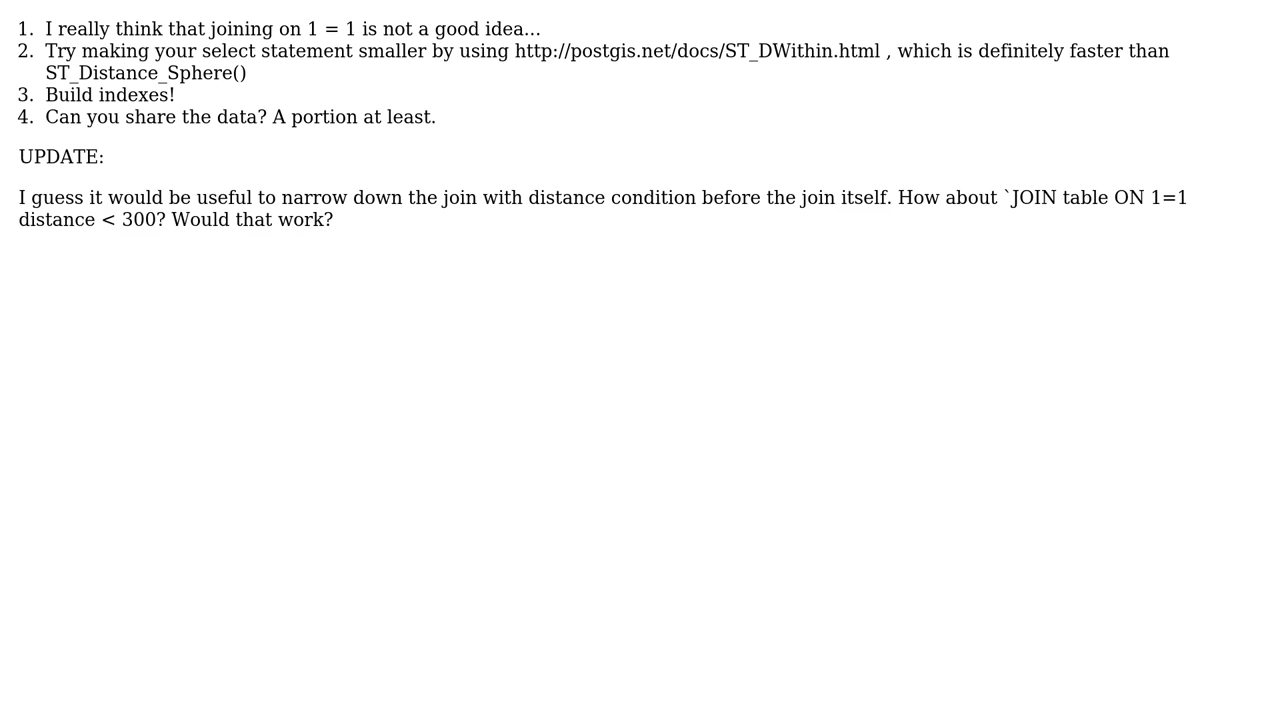 1. I really think that joining on 1 = 1 is not a good idea...
2. Try making your select statement smaller by using http://postgis.net/docs/ST_DWithin.html , which is definitely faster than
ST_Distance_Sphere()
3. Build indexes!
4. Can you share the data? A portion at least.
UPDATE:
I guess it would be useful to narrow down the join with distance condition before the join itself. How about `JOIN table ON 1=1
distance < 300? Would that work?